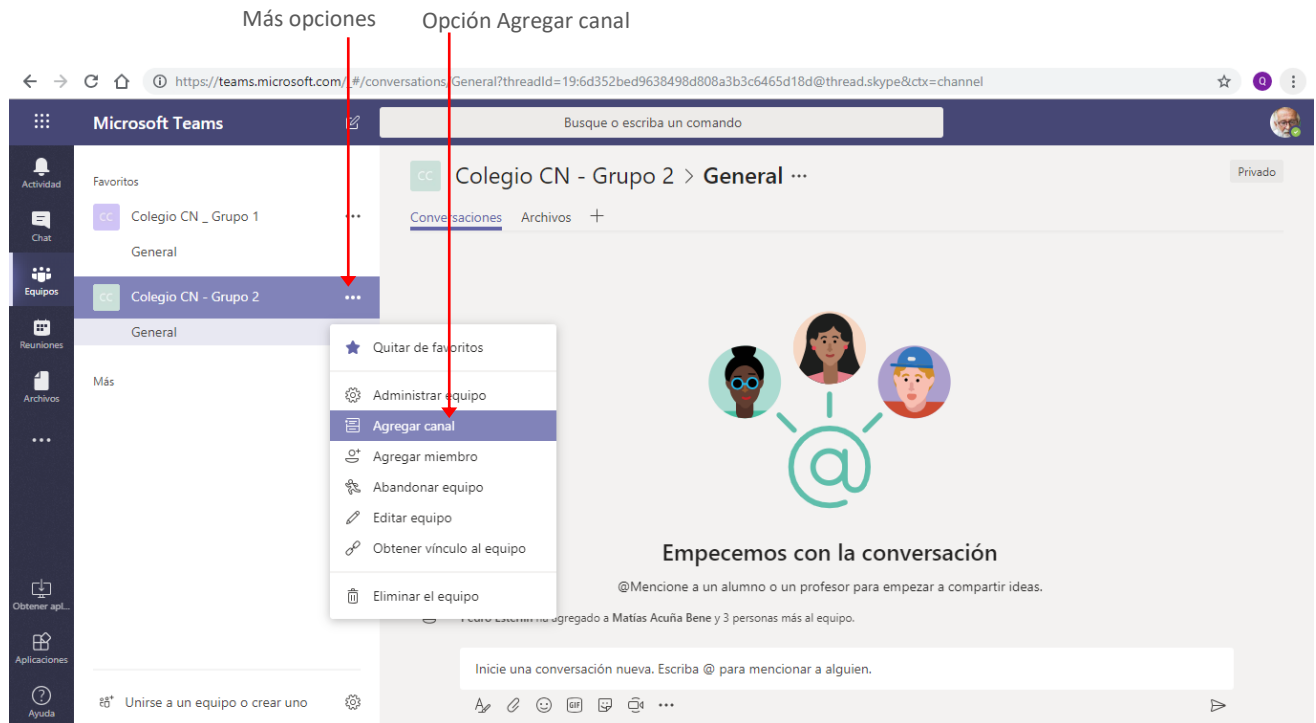 Más opciones
Opción Agregar canal
https://teams.microsoft.com/_#/conversations/General?threadId=19:6d352bed9638498d808a3b3c6465d18d@thread.skype&ctx=channel
Q
Microsoft Teams
Busque o escriba un comando
Actividad
Chat
Equipos
Reuniones
Archivos
Obtener apl...
Aplicaciones
Ayuda
Favoritos
CC Colegio CN _ Grupo 1 ...
General
CC Colegio CN - Grupo 2 ...
General
Más
Unirse a un equipo o crear uno
Quitar de favoritos
Administrar equipo
Agregar canal
Agregar miembro
Abandonar equipo
Editar equipo
Obtener vínculo al equipo
Eliminar el equipo
CC Colegio CN - Grupo 2 > General ...
Privado
Conversaciones Archivos +
@
Empecemos con la conversación
@Mencione a un alumno o un profesor para empezar a compartir ideas.
agregado a Matías Acuña Bene y 3 personas más al equipo.
Inicie una conversación nueva. Escriba @ para mencionar a alguien.
GIF